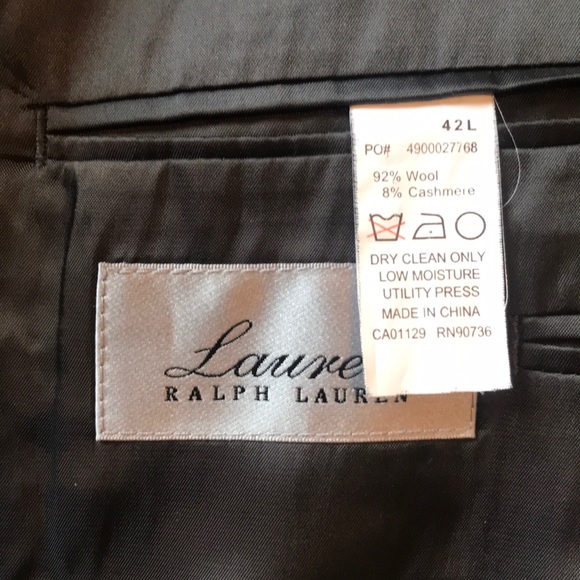 42L
PO# 4900027768
92% Wool
8% Cashmere
DRY CLEAN ONLY
LOW MOISTURE
UTILITY PRESS
MADE IN CHINA
CA01129 RN90736
Laure
RALPH LAUREN